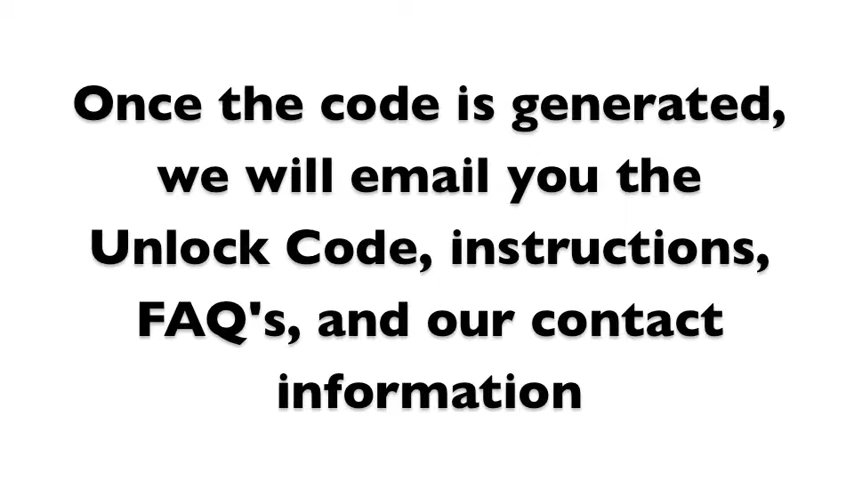 Once the code is generated,
we will email you the
Unlock Code, instructions,
FAQ's, and our contact
information